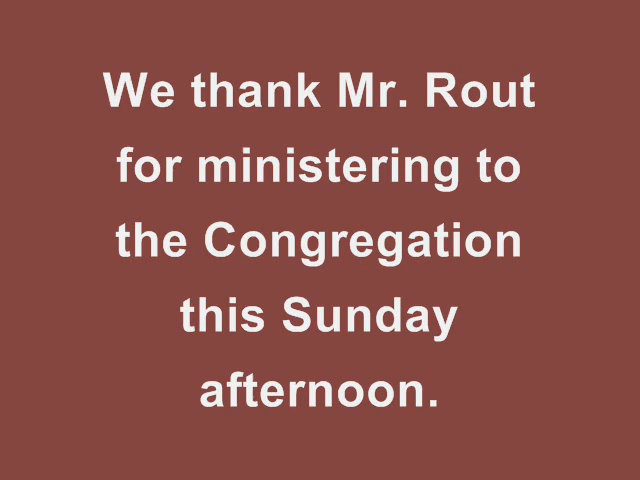 We thank Mr. Rout
for ministering to
the Congregation
this Sunday
afternoon.